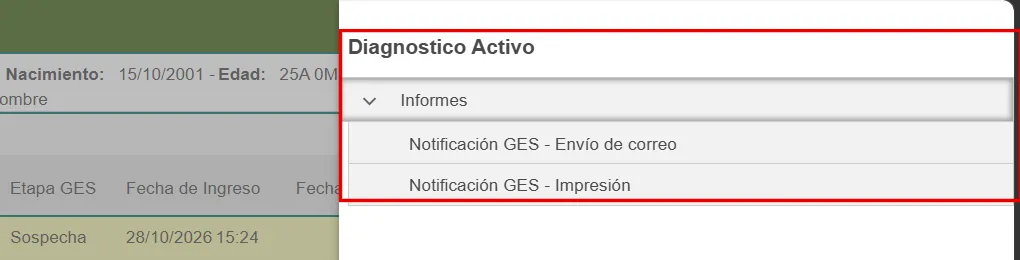 Diagnostico Activo
Nacimiento: 15/10/2001 - Edad: 25A 0M
ombre
Informes
Notificación GES - Envío de correo
Notificación GES - Impresión
Etapa GES Fecha de Ingreso Fecha
Sospecha 28/10/2026 15:24